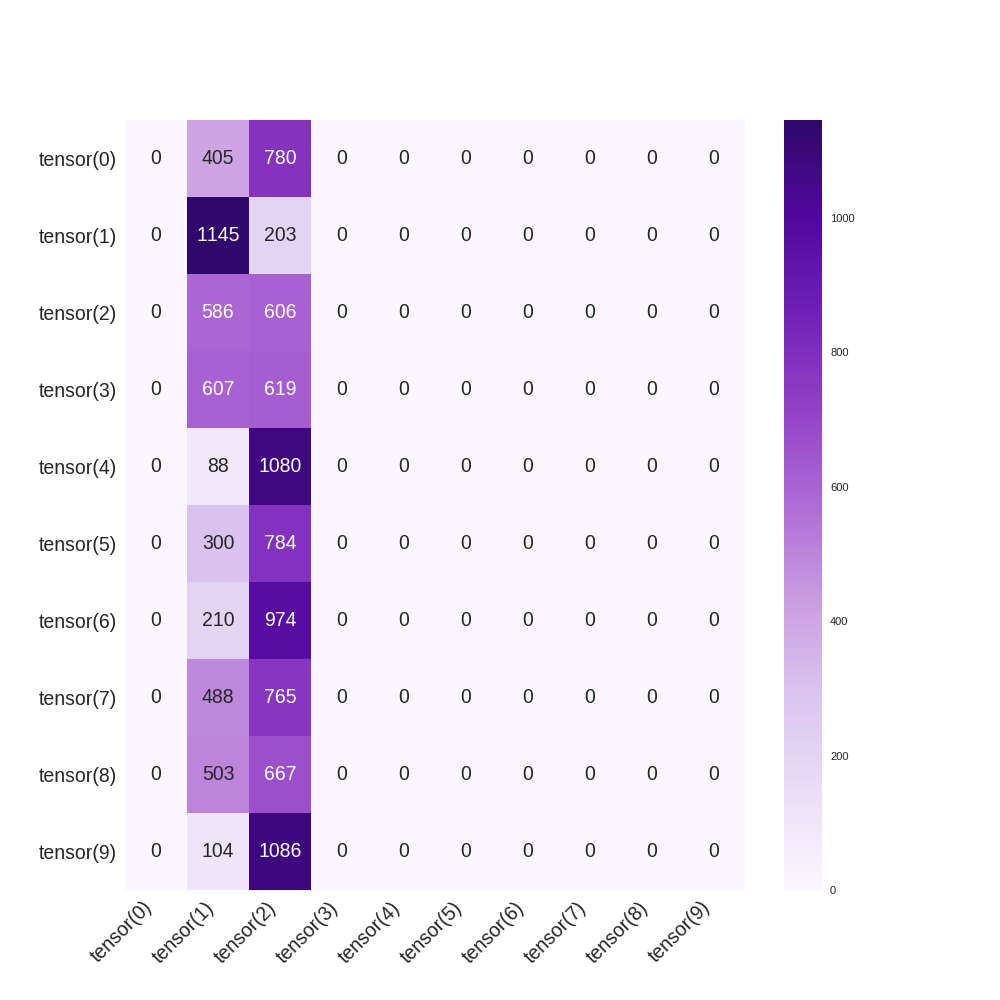 tensor(0) 0 405 780 0 0 0 0 0 0 0
tensor(1) 0 1145 203 0 0 0 0 0 0 0
tensor(2) 0 586 606 0 0 0 0 0 0 0
tensor(3) 0 607 619 0 0 0 0 0 0 0
tensor(4) 0 88 1080 0 0 0 0 0 0 0
tensor(5) 0 300 784 0 0 0 0 0 0 0
tensor(6) 0 210 974 0 0 0 0 0 0 0
tensor(7) 0 488 765 0 0 0 0 0 0 0
tensor(8) 0 503 667 0 0 0 0 0 0 0
tensor(9) 0 104 1086 0 0 0 0 0 0 0
tensor(0) tensor(1) tensor(2) tensor(3) tensor(4) tensor(5) tensor(6) tensor(7) tensor(8) tensor(9)
1000
800
600
400
200
0